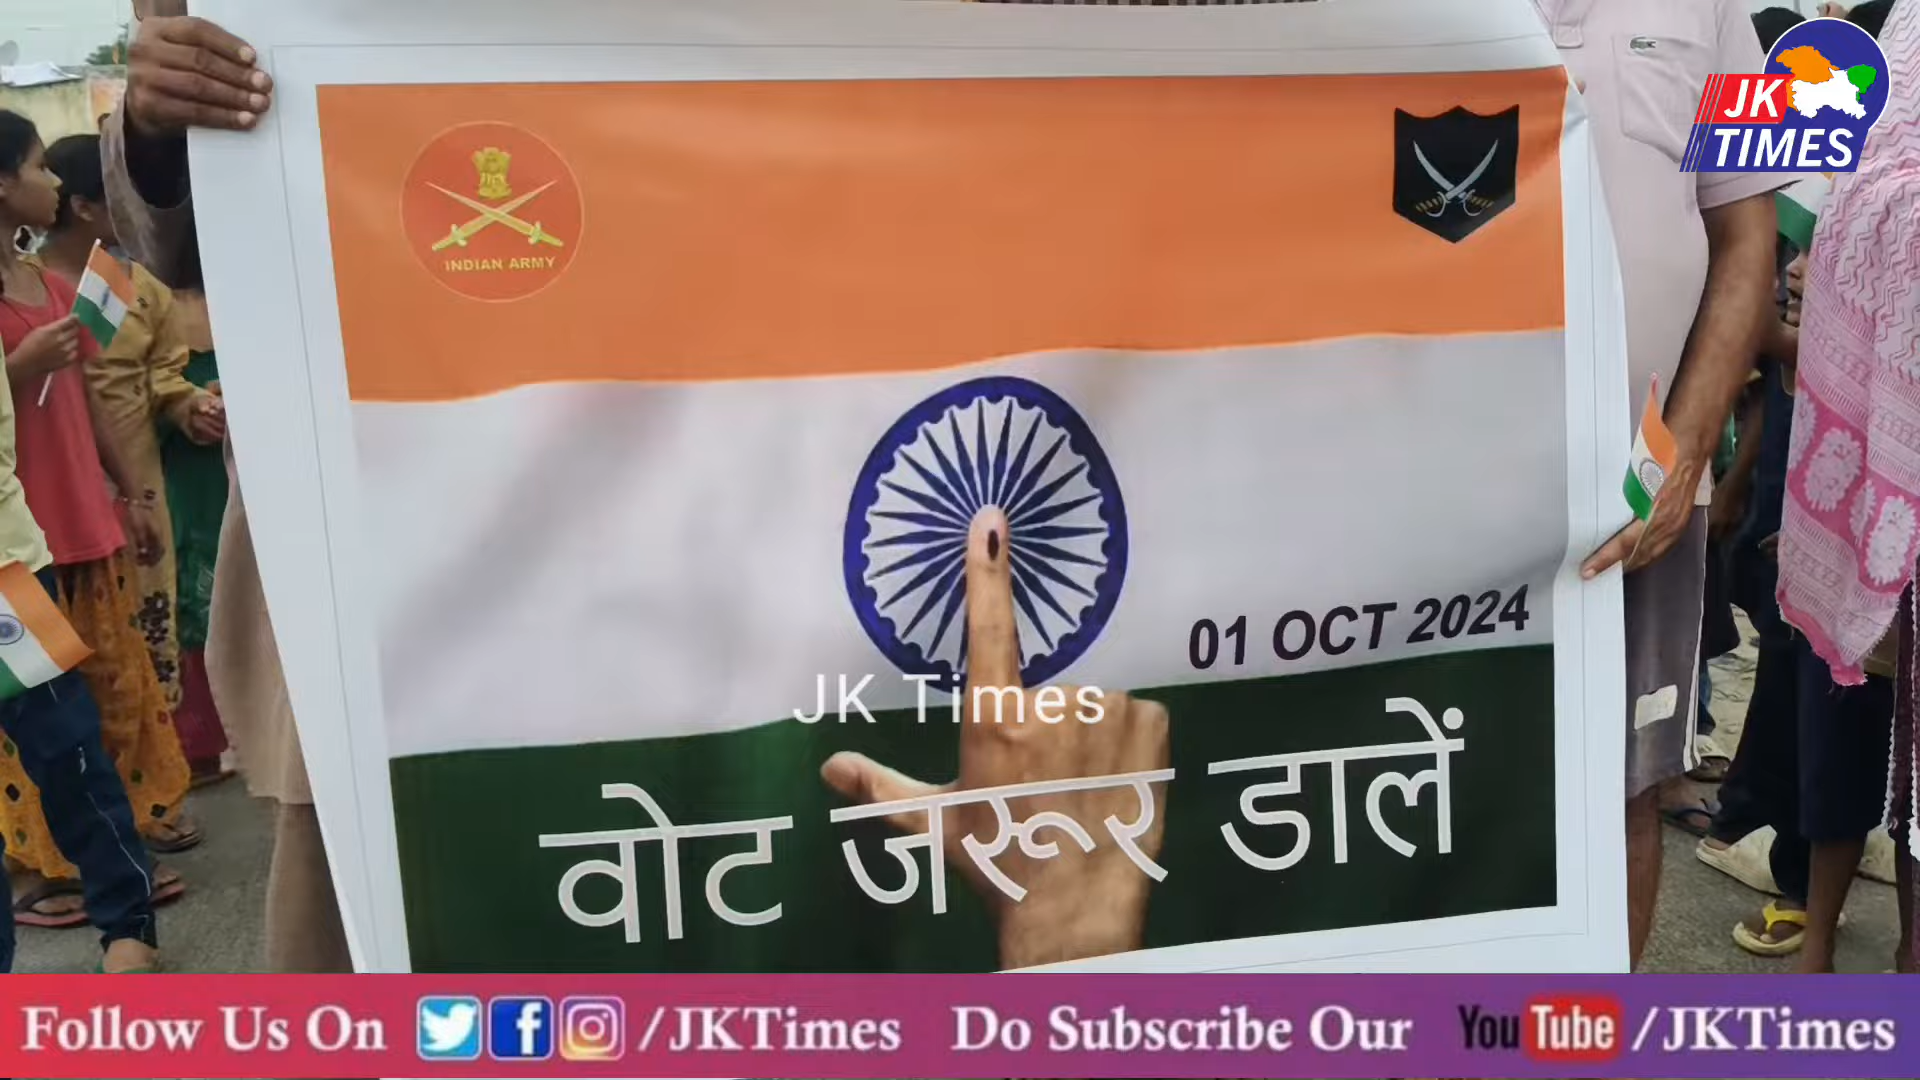 JK
TIMES
INDIAN ARMY
01 OCT 2024
JK Times
वोट जरूर डालें
Follow Us On /JKTimes Do Subscribe Our YouTube /JKTimes